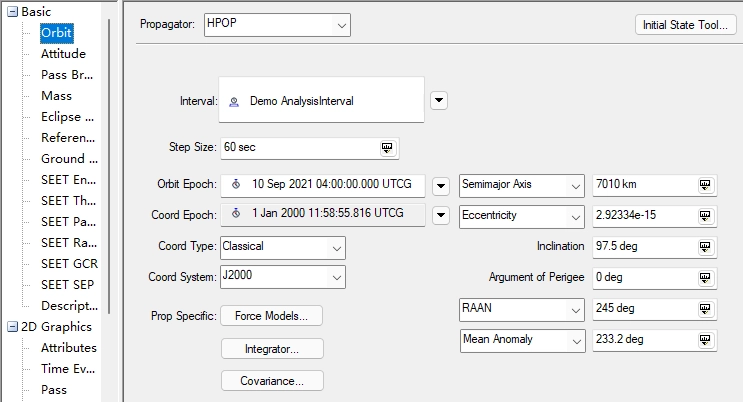 Basic
Orbit
Attitude
Pass Br...
Mass
Eclipse ...
Referen...
Ground ...
SEET En...
SEET Th...
SEET Pa...
SEET Ra...
SEET GCR
SEET SEP
Descript...
2D Graphics
Attributes
Time Ev...
Pass
Propagator: HPOP Initial State Tool...
Interval: Demo AnalysisInterval
Step Size: 60 sec
Orbit Epoch: 10 Sep 2021 04:00:00.000 UTCG Semimajor Axis 7010 km
Coord Epoch: 1 Jan 2000 11:58:55.816 UTCG Eccentricity 2.92334e-15
Coord Type: Classical Inclination 97.5 deg
Coord System: J2000 Argument of Perigee 0 deg
Prop Specific: Force Models... RAAN 245 deg
Integrator... Mean Anomaly 233.2 deg
Covariance...